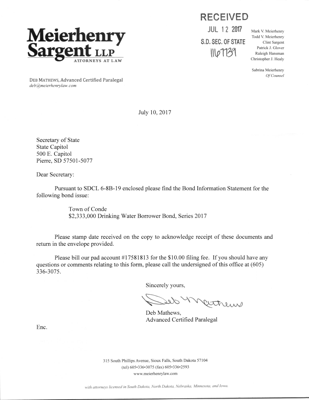 Meierhenry
Sargent LLP
ATTORNEYS AT LAW
DEB MATHEWS, Advanced Certified Paralegal
deb@meierhenrylaw.com
RECEIVED
JUL 12 2017
S.D. SEC. OF STATE
Mark V. Meierhenry
Todd V. Meierhenry
Clint Sargent
Patrick J. Glover
Raleigh Hansman
Christopher J. Healy
Sabrina Meierhenry
Of Counsel
July 10, 2017
Secretary of State
State Capitol
500 E. Capitol
Pierre, SD 57501-5077
Dear Secretary:
Pursuant to SDCL 6-8B-19 enclosed please find the Bond Information Statement for the
following bond issue:
Town of Conde
$2,333,000 Drinking Water Borrower Bond, Series 2017
Please stamp date received on the copy to acknowledge receipt of these documents and
return in the envelope provided.
Please bill our pad account #17581813 for the $10.00 filing fee. If you should have any
questions or comments relating to this form, please call the undersigned of this office at (605)
336-3075.
Sincerely yours,
Deb Mathews
Deb Mathews,
Advanced Certified Paralegal
Enc.
315 South Phillips Avenue, Sioux Falls, South Dakota 57104
(tel) 605•336•3075 (fax) 605•336•2593
www.meierhenrylaw.com
with attorneys licensed in South Dakota, North Dakota, Nebraska, Minnesota, and Iowa